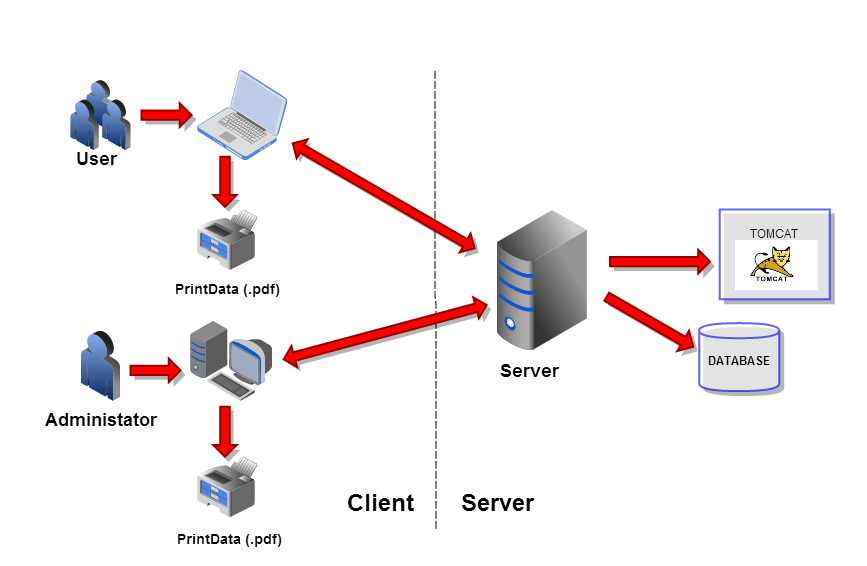 User
PrintData (.pdf)
TOMCAT
TOMCAT
DATABASE
Server
Administator
PrintData (.pdf)
Client
Server